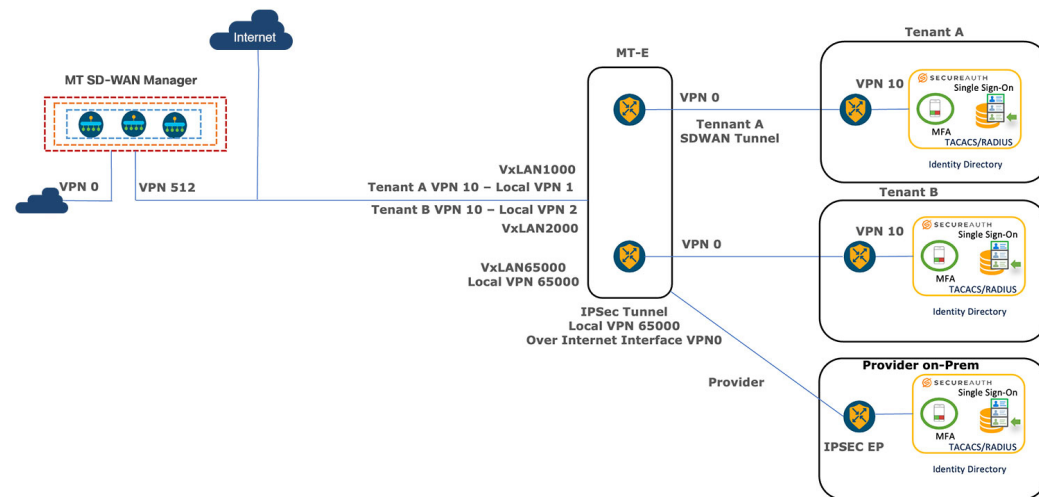 Internet
MT SD-WAN Manager
VPN 0
VPN 512
VxLAN1000
Tenant A VPN 10 – Local VPN 1
Tenant B VPN 10 – Local VPN 2
VxLAN2000
VxLAN65000
Local VPN 65000
MT-E
IPSec Tunnel
Local VPN 65000
Over Internet Interface VPN0
VPN 0
Tennant A
SDWAN Tunnel
VPN 0
Provider
Tenant A
VPN 10
SECUREAUTH
Single Sign-On
MFA
TACACS/RADIUS
Identity Directory
Tenant B
VPN 10
SECUREAUTH
Single Sign-On
MFA
TACACS/RADIUS
Identity Directory
Provider on-Prem
IPSEC EP
SECUREAUTH
Single Sign-On
MFA
TACACS/RADIUS
Identity Directory